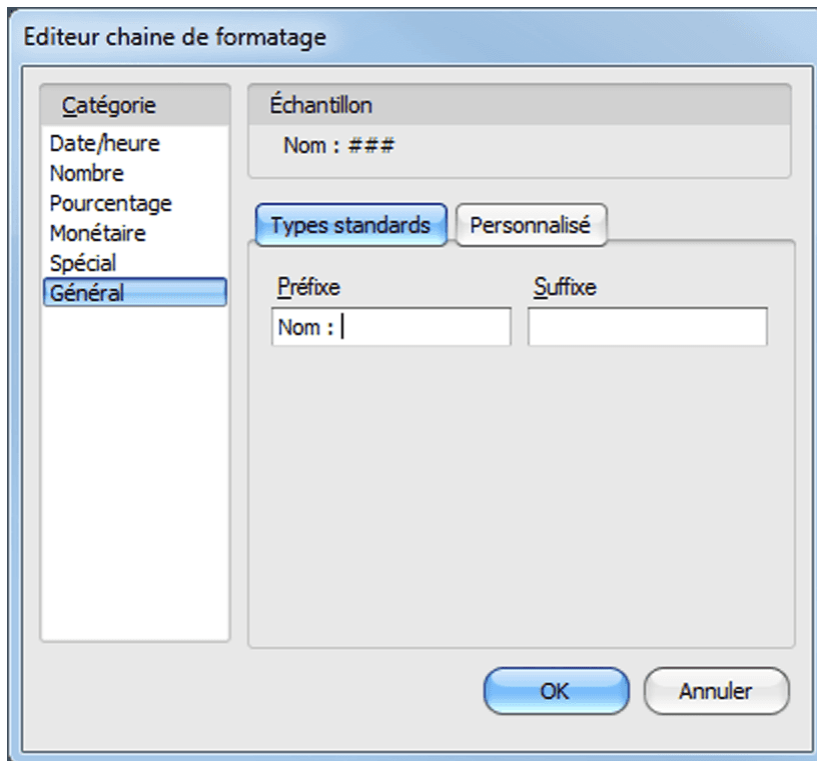 Editeur chaine de formatage
Catégorie
Date/heure
Nombre
Pourcentage
Monétaire
Spécial
Général
Échantillon
Nom : ###
Types standards
Personnalisé
Préfixe
Suffixe
Nom :
OK
Annuler